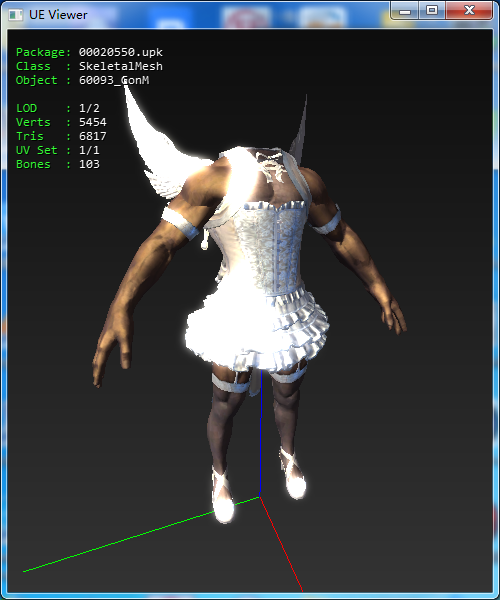 UE Viewer
Package: 00020550.upk
Class : SkeletalMesh
Object : 60093_GonM
LOD : 1/2
Verts : 5454
Tris : 6817
UV Set : 1/1
Bones : 103